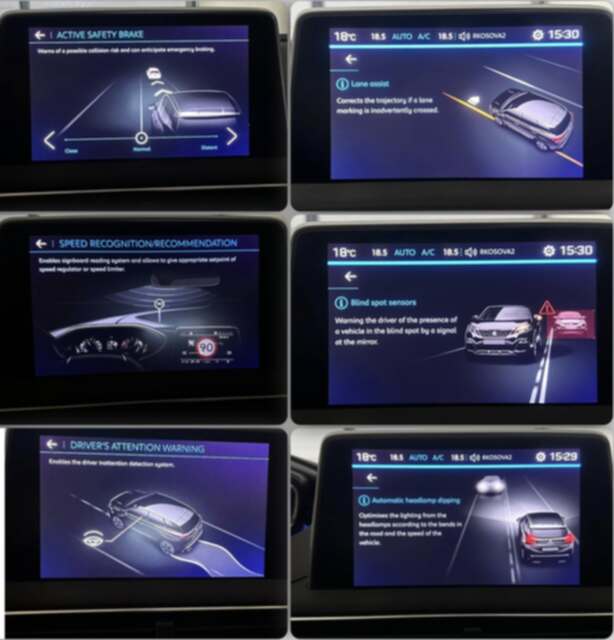 ← | ACTIVE SAFETY BRAKE
Warns of a possible collision risk and can anticipate emergency braking.
Close Normal Distant
18°C 18.5 AUTO A/C 18.5 RKOSOVA2 15:30
Lane assist
Corrects the trajectory if a lane
marking is inadvertently crossed.
← | SPEED RECOGNITION/RECOMMENDATION
Enables signboard reading system and allows to give appropriate setpoint of
speed regulator or speed limiter.
90
18°C 18.5 AUTO A/C 18.5 RKOSOVA2 15:30
Blind spot sensors
Warning the driver of the presence of
a vehicle in the blind spot by a signal
at the mirror.
← | DRIVER'S ATTENTION WARNING
Enables the driver inattention detection system.
18°C 18.5 AUTO A/C 18.5 RKOSOVA2 15:29
Automatic headlamp dipping
Optimises the lighting from the
headlamps according to the bends in
the road and the speed of the
vehicle.